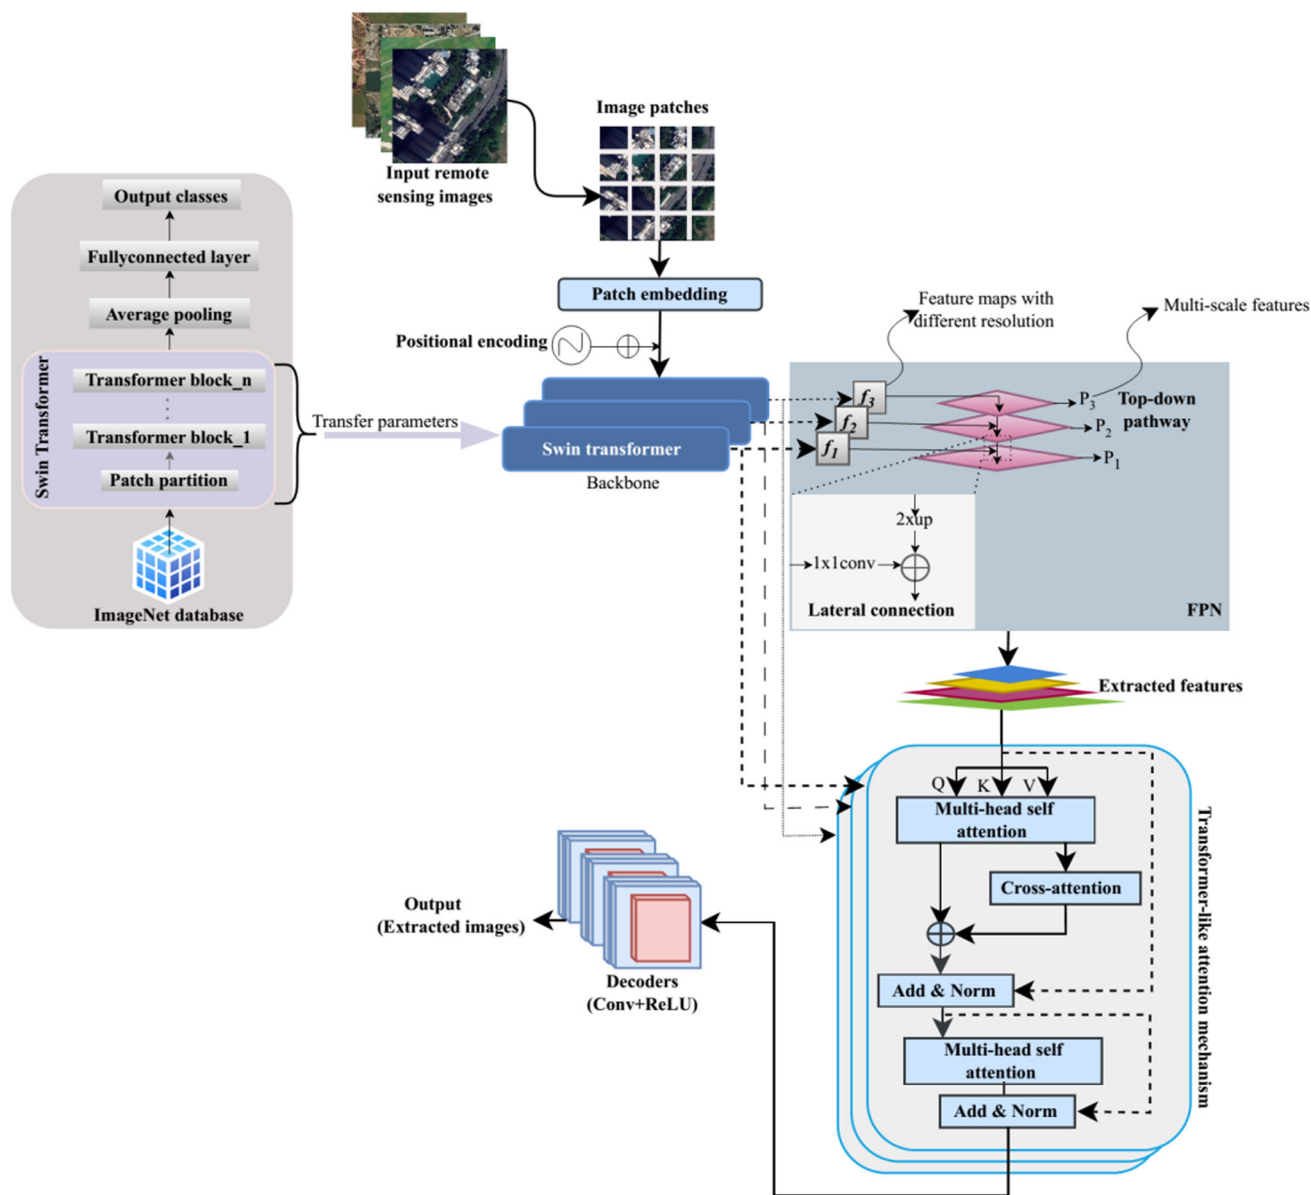 Input remote
sensing images
Image patches
Patch embedding
Positional encoding
Output classes
Fullyconnected layer
Average pooling
Swin Transformer
Transformer block_n
Transformer block_1
Patch partition
ImageNet database
Transfer parameters
Swin transformer
Backbone
Feature maps with
different resolution
Multi-scale features
f3
f2
f1
P3
P2
P1
Top-down
pathway
2xup
1x1conv
Lateral connection
FPN
Extracted features
Q K V
Multi-head self
attention
Cross-attention
Add & Norm
Multi-head self
attention
Add & Norm
Transformer-like attention mechanism
Decoders
(Conv+ReLU)
Output
(Extracted images)